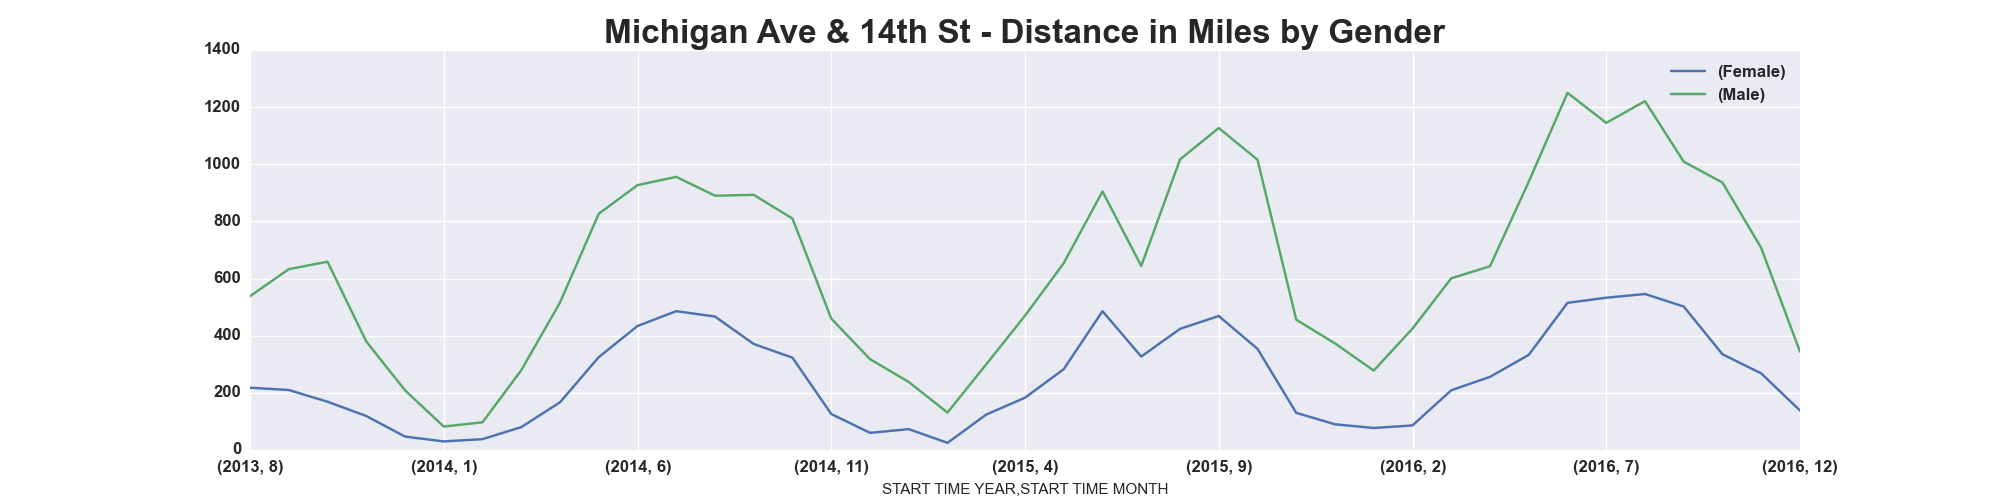 Michigan Ave & 14th St - Distance in Miles by Gender
1400
1200
1000
800
600
400
200
0
(Female)
(Male)
(2013, 8) (2014, 1) (2014, 6) (2014, 11) (2015, 4) (2015, 9) (2016, 2) (2016, 7) (2016, 12)
START TIME YEAR,START TIME MONTH